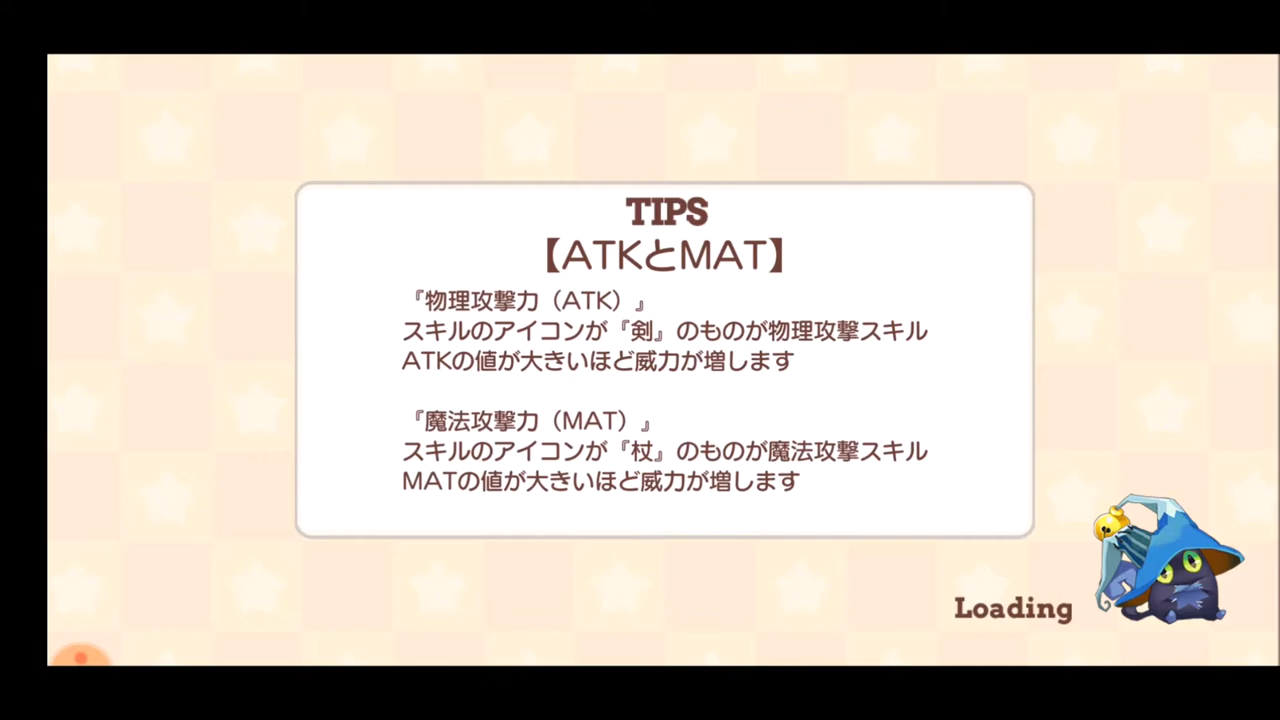 TIPS
【ATKとMAT】
『物理攻撃力（ATK）』
スキルのアイコンが『剣』のものが物理攻撃スキル
ATKの値が大きいほど威力が増します
『魔法攻撃力（MAT）』
スキルのアイコンが『杖』のものが魔法攻撃スキル
MATの値が大きいほど威力が増します
Loading